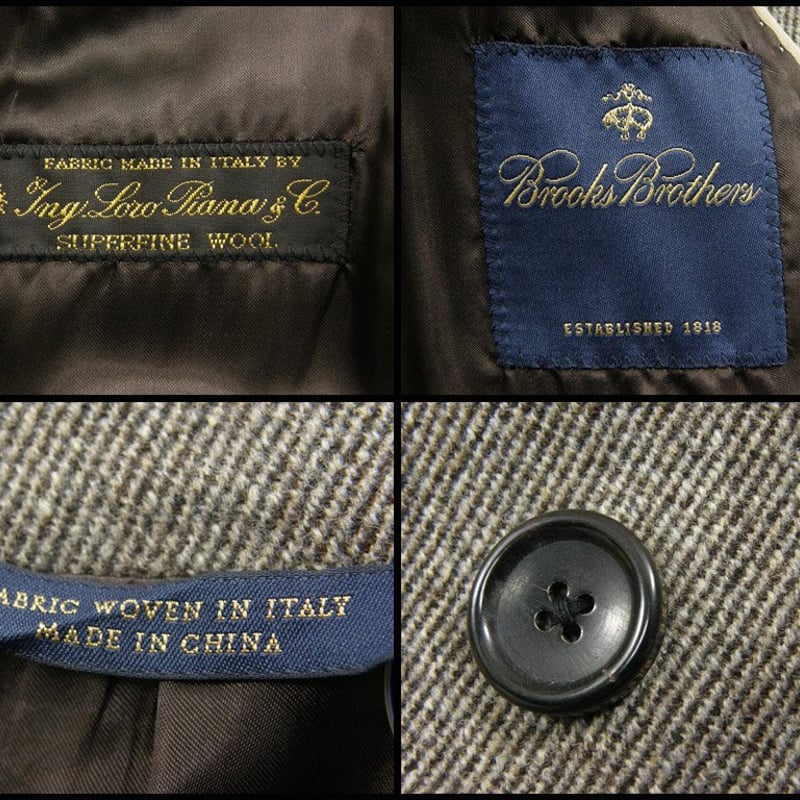 FABRIC MADE IN ITALY BY
Ing. Loro Piana & C.
SUPERFINE WOOL
Brooks Brothers
ESTABLISHED 1818
FABRIC WOVEN IN ITALY
MADE IN CHINA